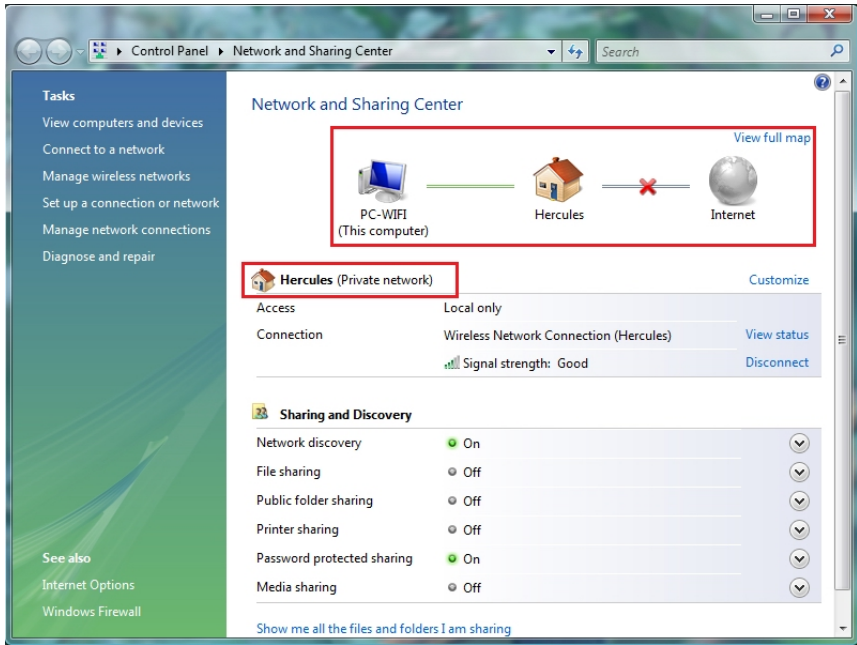 Control Panel
Network and Sharing Center
Search
Tasks
View computers and devices
Connect to a network
Manage wireless networks
Set up a connection or network
Manage network connections
Diagnose and repair
See also
Internet Options
Windows Firewall
Network and Sharing Center
View full map
PC-WIFI
(This computer)
Hercules
Internet
Hercules (Private network)
Customize
Access
Local only
Connection
Wireless Network Connection (Hercules)
View status
Signal strength: Good
Disconnect
Sharing and Discovery
Network discovery
On
File sharing
Off
Public folder sharing
Off
Printer sharing
Off
Password protected sharing
On
Media sharing
Off
Show me all the files and folders I am sharing